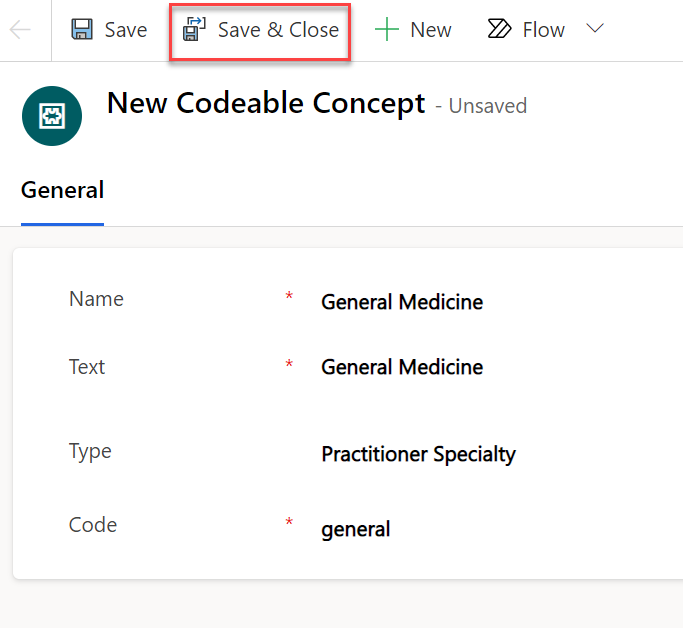 Save Save & Close New Flow
New Codeable Concept - Unsaved
General
Name * General Medicine
Text * General Medicine
Type Practitioner Specialty
Code * general